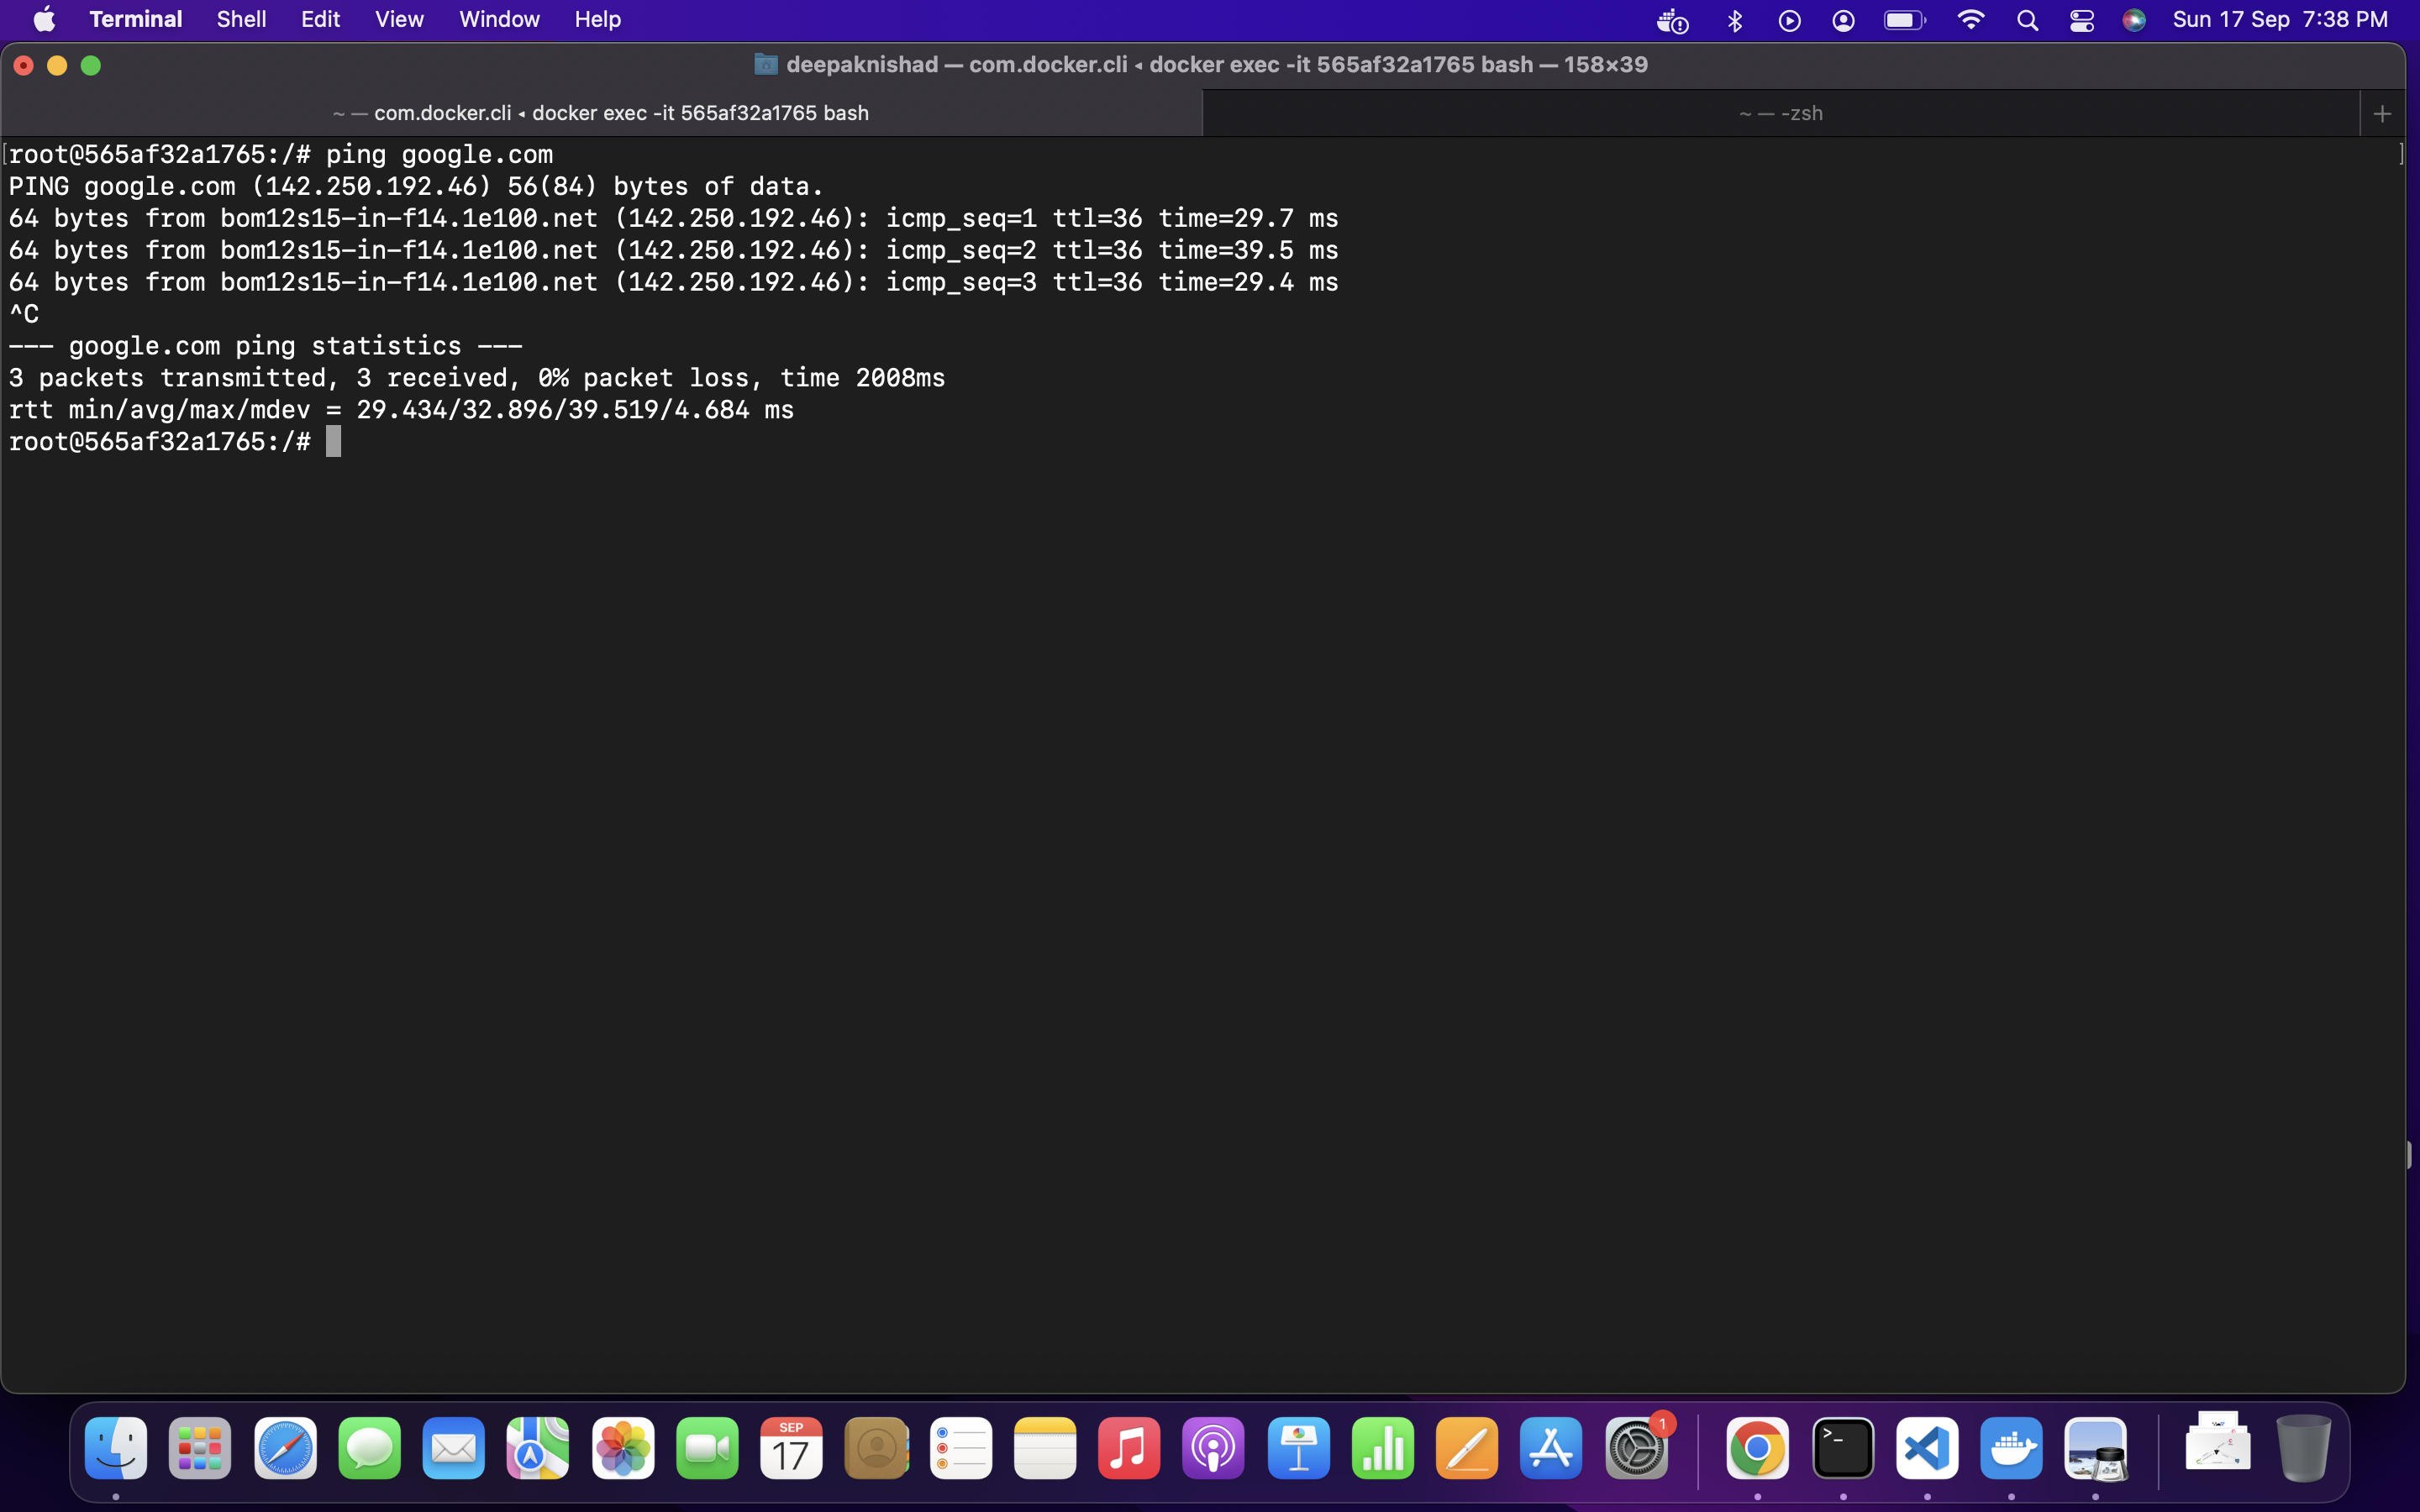 Terminal Shell Edit View Window Help Sun 17 Sep 7:38 PM
deepaknishad — com.docker.cli ◂ docker exec -it 565af32a1765 bash — 158×39
~ — com.docker.cli ◂ docker exec -it 565af32a1765 bash ~ — -zsh +
[root@565af32a1765:/# ping google.com ]
PING google.com (142.250.192.46) 56(84) bytes of data.
64 bytes from bom12s15-in-f14.1e100.net (142.250.192.46): icmp_seq=1 ttl=36 time=29.7 ms
64 bytes from bom12s15-in-f14.1e100.net (142.250.192.46): icmp_seq=2 ttl=36 time=39.5 ms
64 bytes from bom12s15-in-f14.1e100.net (142.250.192.46): icmp_seq=3 ttl=36 time=29.4 ms
^C
--- google.com ping statistics ---
3 packets transmitted, 3 received, 0% packet loss, time 2008ms
rtt min/avg/max/mdev = 29.434/32.896/39.519/4.684 ms
root@565af32a1765:/#
SEP
17
1
>_